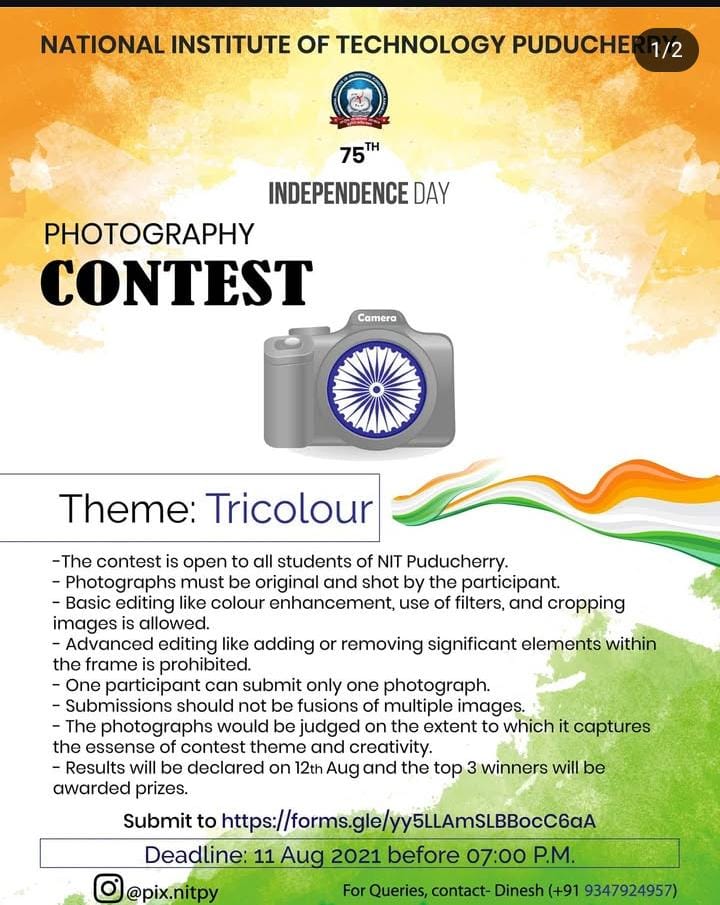 NATIONAL INSTITUTE OF TECHNOLOGY PUDUCHERRY
1/2
75TH
INDEPENDENCE DAY
PHOTOGRAPHY
CONTEST
Camera
Theme: Tricolour
-The contest is open to all students of NIT Puducherry.
- Photographs must be original and shot by the participant.
- Basic editing like colour enhancement, use of filters, and cropping
images is allowed.
- Advanced editing like adding or removing significant elements within
the frame is prohibited.
- One participant can submit only one photograph.
- Submissions should not be fusions of multiple images.
- The photographs would be judged on the extent to which it captures
the essense of contest theme and creativity.
- Results will be declared on 12th Aug and the top 3 winners will be
awarded prizes.
Submit to https://forms.gle/yy5LLAmSLBBocC6aA
Deadline: 11 Aug 2021 before 07:00 P.M.
@pix.nitpy
For Queries, contact- Dinesh (+91 9347924957)